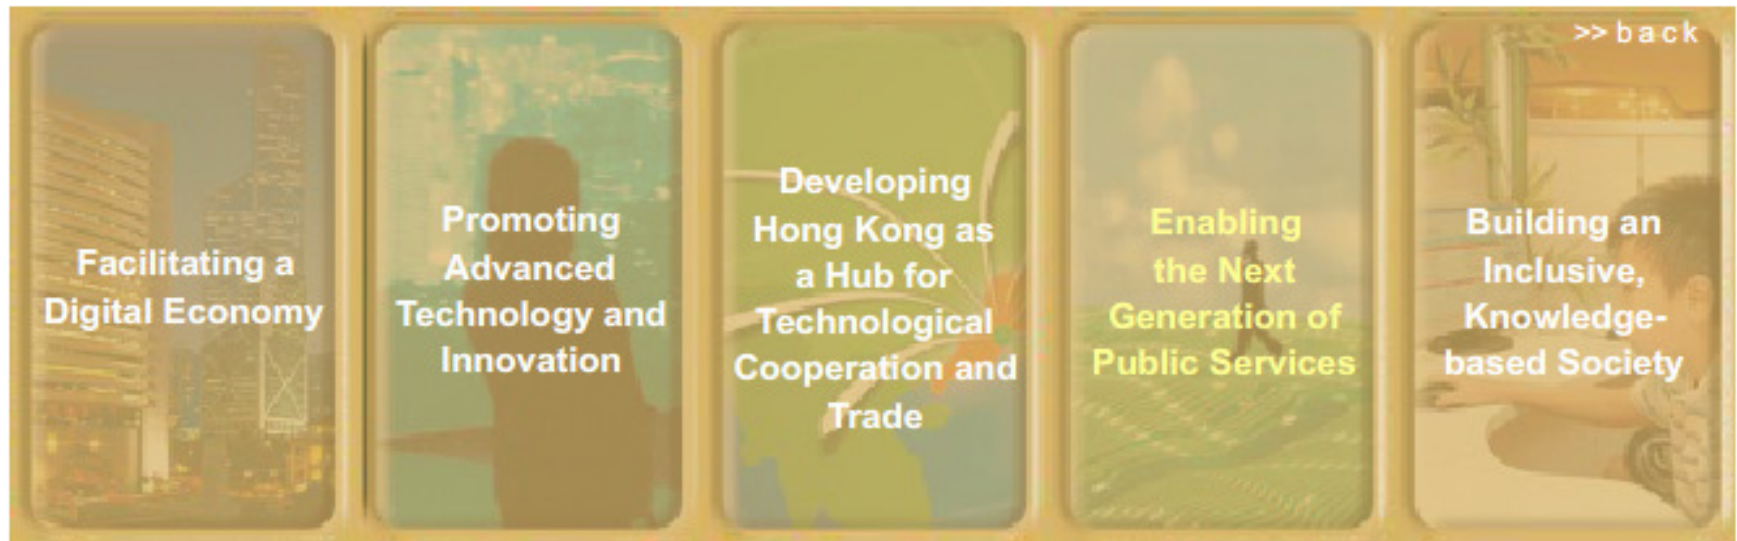 >> back
Facilitating a
Digital Economy
Promoting
Advanced
Technology and
Innovation
Developing
Hong Kong as
a Hub for
Technological
Cooperation and
Trade
Enabling
the Next
Generation of
Public Services
Building an
Inclusive,
Knowledge-
based Society